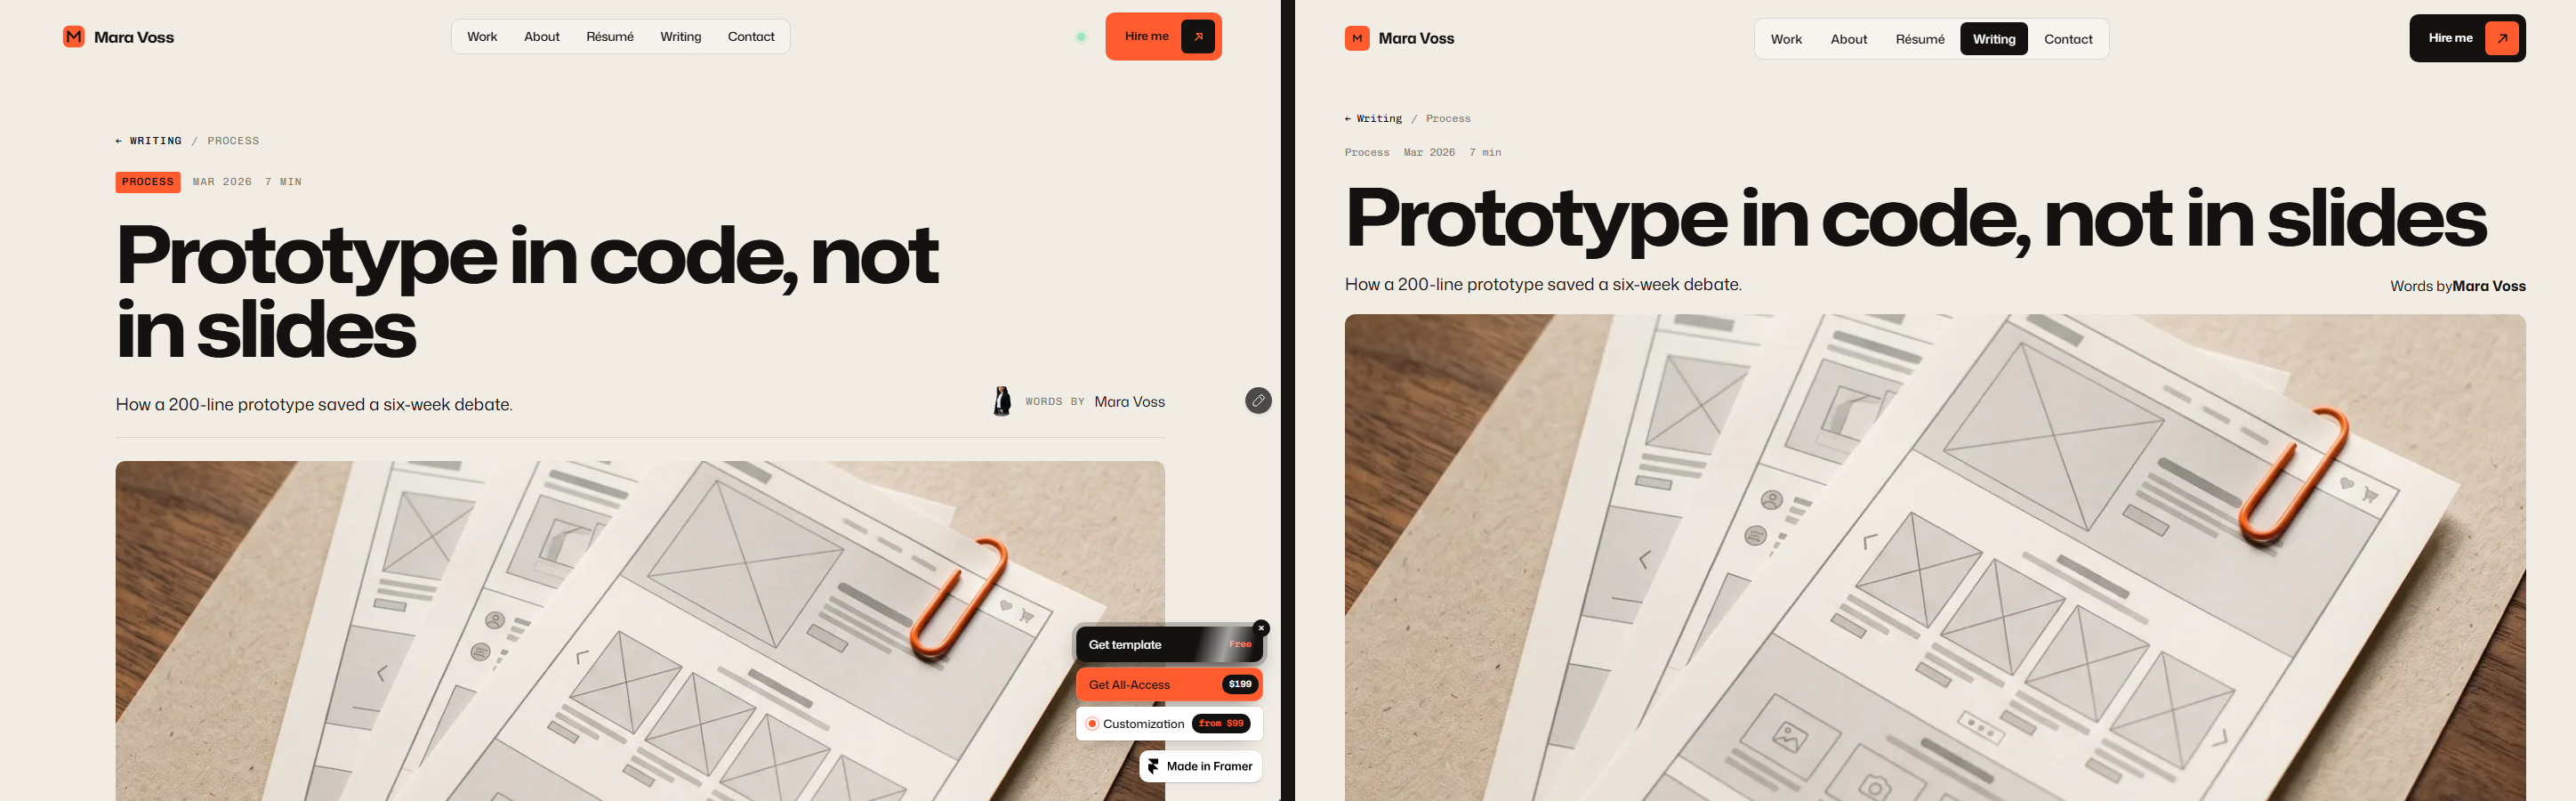 Mara Voss
Work About Résumé Writing Contact
Hire me
← WRITING / PROCESS
PROCESS MAR 2026 7 MIN
Prototype in code, not
in slides
How a 200-line prototype saved a six-week debate.
WORDS BY Mara Voss
Get template Free
Get All-Access $199
Customization from $99
Made in Framer
Mara Voss
Work About Résumé Writing Contact
Hire me
← Writing / Process
Process Mar 2026 7 min
Prototype in code, not in slides
How a 200-line prototype saved a six-week debate.
Words byMara Voss